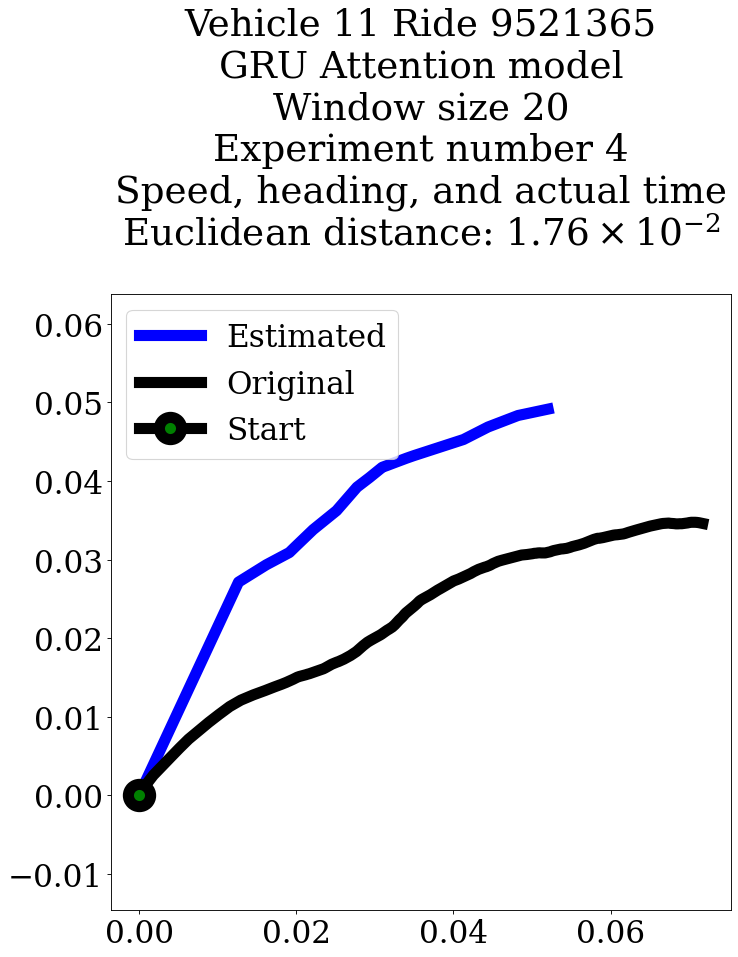 Vehicle 11 Ride 9521365
GRU Attention model
Window size 20
Experiment number 4
Speed, heading, and actual time
Euclidean distance: 1.76 × 10⁻²
Estimated
Original
Start
0.06
0.05
0.04
0.03
0.02
0.01
0.00
−0.01
0.00 0.02 0.04 0.06